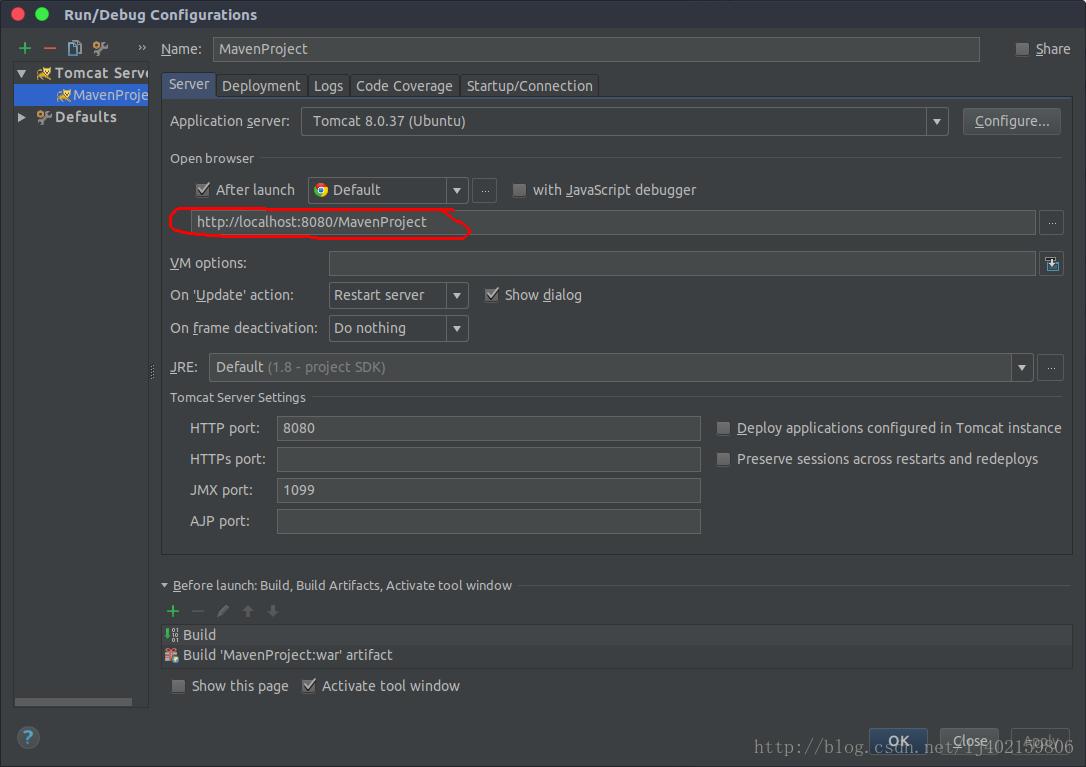 Run/Debug Configurations
Name: MavenProject Share
Tomcat Serve
MavenProje
Defaults
Server Deployment Logs Code Coverage Startup/Connection
Application server: Tomcat 8.0.37 (Ubuntu) Configure...
Open browser
After launch Default ... with JavaScript debugger
http://localhost:8080/MavenProject ...
VM options:
On 'Update' action: Restart server Show dialog
On frame deactivation: Do nothing
JRE: Default (1.8 - project SDK) ...
Tomcat Server Settings
HTTP port: 8080 Deploy applications configured in Tomcat instance
HTTPs port: Preserve sessions across restarts and redeploys
JMX port: 1099
AJP port:
Before launch: Build, Build Artifacts, Activate tool window
Build
Build 'MavenProject:war' artifact
Show this page Activate tool window
? OK Close Apply
http://blog.csdn.net/lj402159806